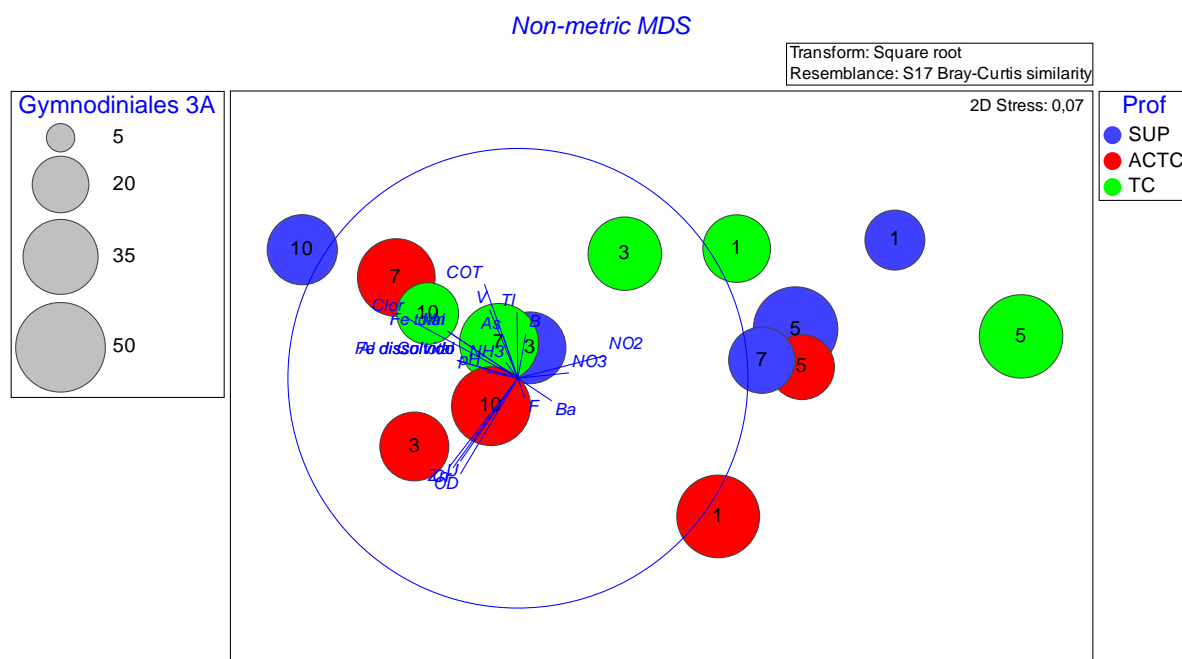 Non-metric MDS
Transform: Square root
Resemblance: S17 Bray-Curtis similarity
Gymnodiniales 3A
5
20
35
50
2D Stress: 0,07
Prof
SUP
ACTC
TC
10
7
10
3
1
1
5
7
3
5
7
5
10
3
1
COT
V
Tl
Clor
Fe total
As
B
NO2
Fe dissolvido
NH3
NO3
pH
F
Ba
U
OD